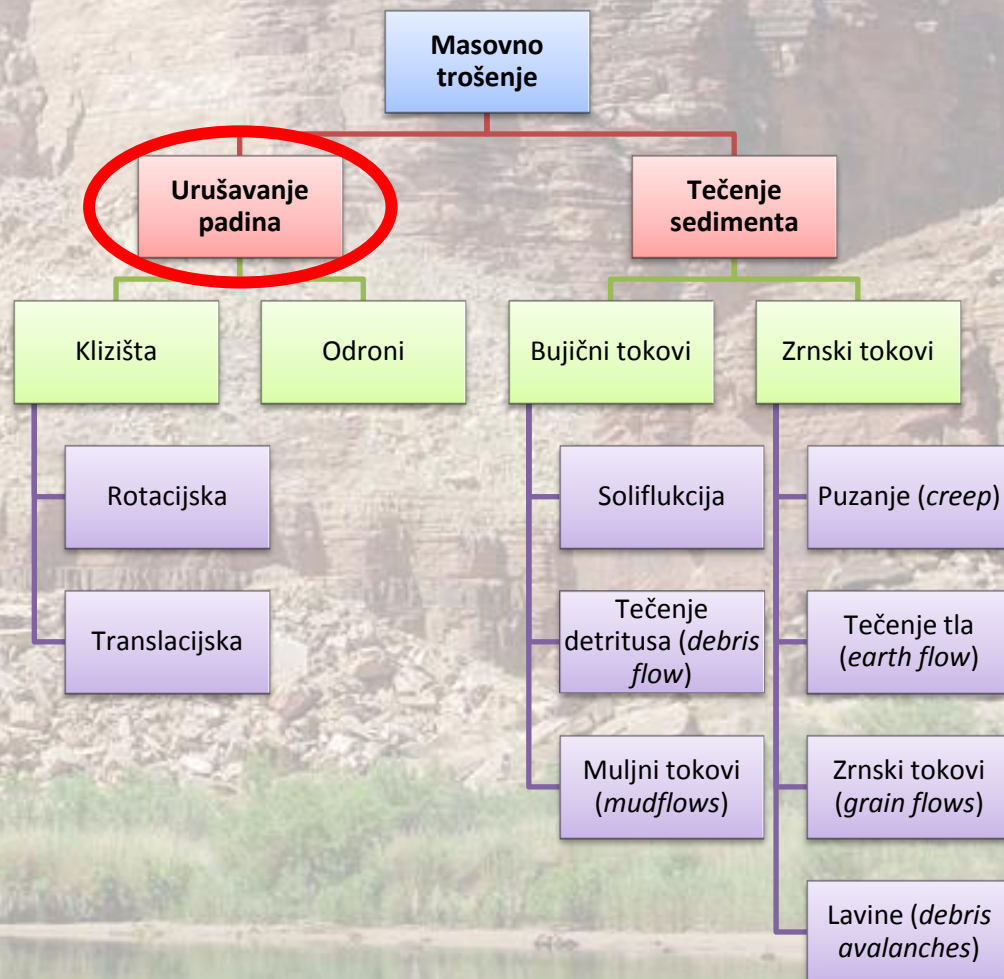 Masovno
trošenje
Urušavanje
padina
Tečenje
sedimenta
Klizišta
Odroni
Bujični tokovi
Zrnski tokovi
Rotacijska
Translacijska
Soliflukcija
Tečenje
detritusa (debris
flow)
Muljni tokovi
(mudflows)
Puzanje (creep)
Tečenje tla
(earth flow)
Zrnski tokovi
(grain flows)
Lavine (debris
avalanches)